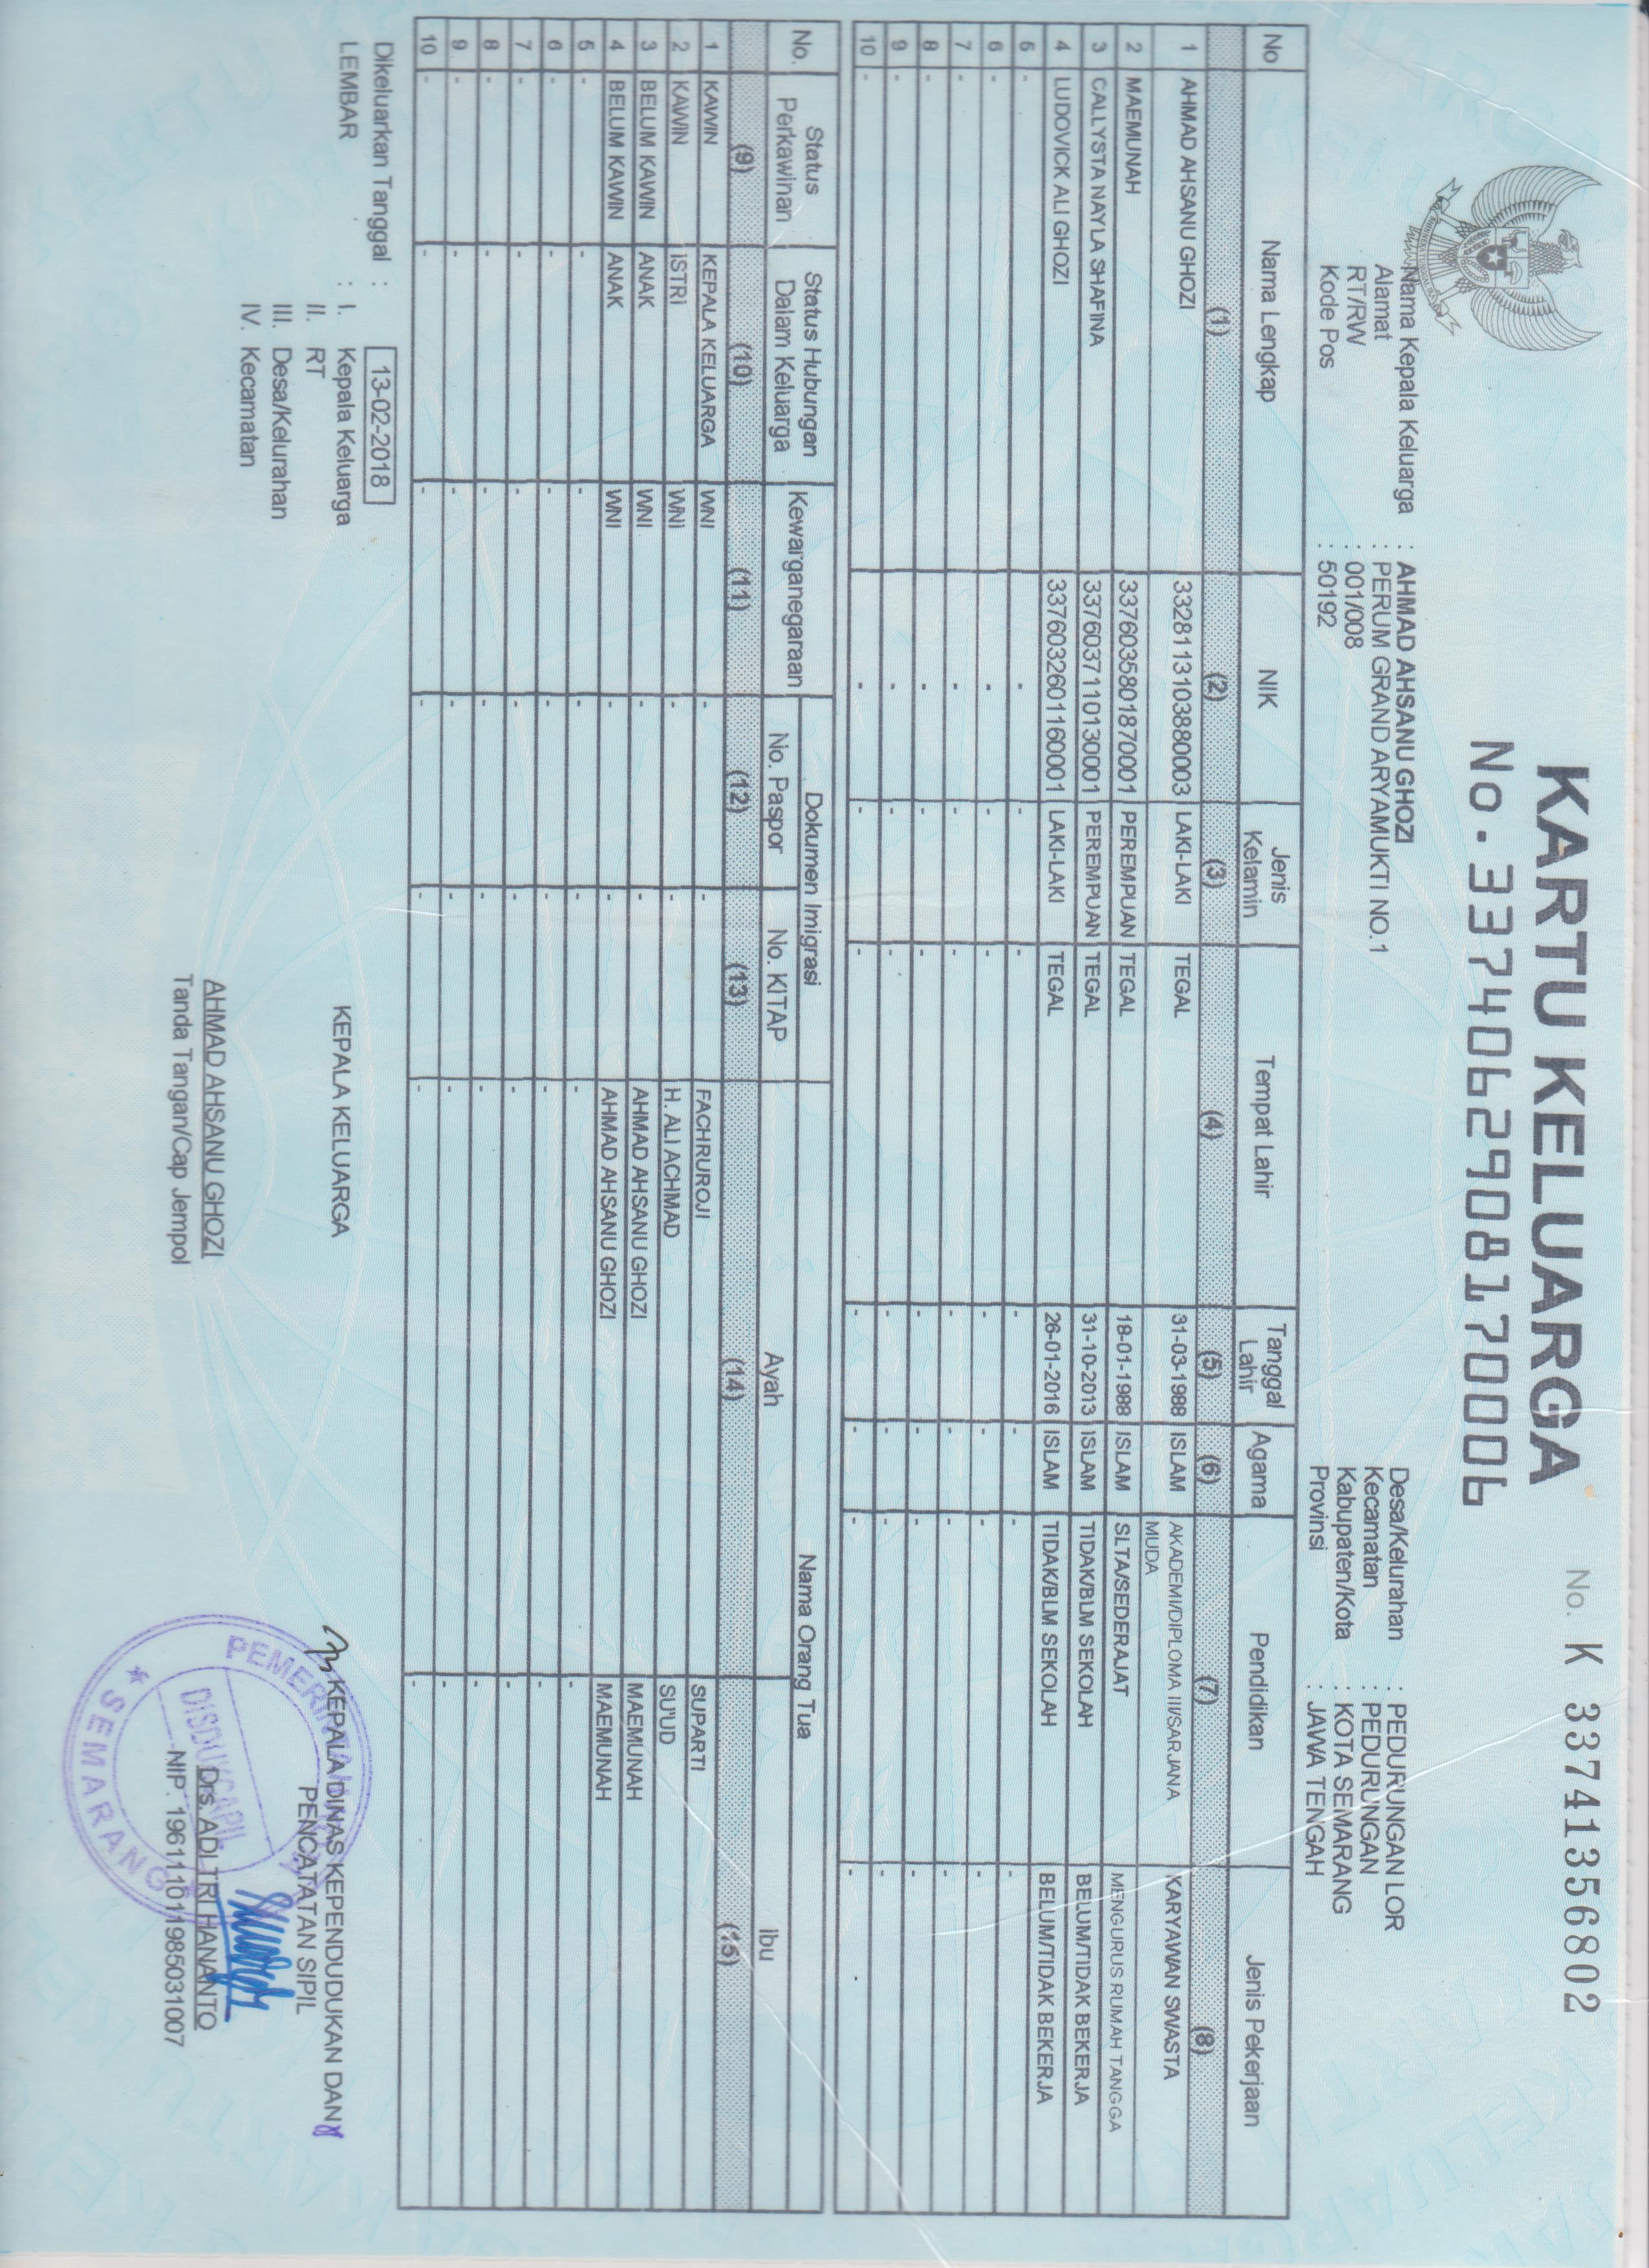 KARTU KELUARGA
No. K 33741356802
No.3374062908170006
Nama Kepala Keluarga : AHMAD AHSANU GHOZI
Alamat : PERUM GRAND ARYAMUKTI NO.1
RT/RW : 001/008
Kode Pos : 50192
Desa/Kelurahan : PEDURUNGAN LOR
Kecamatan : PEDURUNGAN
Kabupaten/Kota : KOTA SEMARANG
Provinsi : JAWA TENGAH
No Nama Lengkap NIK Jenis Kelamin Tempat Lahir Tanggal Lahir Agama Pendidikan Jenis Pekerjaan
(1) (2) (3) (4) (5) (6) (7) (8)
1 AHMAD AHSANU GHOZI 3328113103880003 LAKI-LAKI TEGAL 31-03-1988 ISLAM AKADEMI/DIPLOMA III/SARJANA MUDA KARYAWAN SWASTA
2 MAEMUNAH 3376035801870001 PEREMPUAN TEGAL 18-01-1988 ISLAM SLTA/SEDERAJAT MENGURUS RUMAH TANGGA
3 CALLYSTA NAYLA SHAFINA 3376037110130001 PEREMPUAN TEGAL 31-10-2013 ISLAM TIDAK/BLM SEKOLAH BELUM/TIDAK BEKERJA
4 LUDOVICK ALI GHOZI 3376032601160001 LAKI-LAKI TEGAL 26-01-2016 ISLAM TIDAK/BLM SEKOLAH BELUM/TIDAK BEKERJA
5 - - - - - - - -
6 - - - - - - - -
7 - - - - - - - -
8 - - - - - - - -
9 - - - - - - - -
10 - - - - - - - -
No. Status Perkawinan Status Hubungan Dalam Keluarga Kewarganegaraan Dokumen Imigrasi Nama Orang Tua
No. Paspor No. KITAP Ayah Ibu
(9) (10) (11) (12) (13) (14) (15)
1 KAWIN KEPALA KELUARGA WNI - - FACHRUROJI SUPARTI
2 KAWIN ISTRI WNI - - H. ALI ACHMAD SU'UD
3 BELUM KAWIN ANAK WNI - - AHMAD AHSANU GHOZI MAEMUNAH
4 BELUM KAWIN ANAK WNI - - AHMAD AHSANU GHOZI MAEMUNAH
5 - - - - - - -
6 - - - - - - -
7 - - - - - - -
8 - - - - - - -
9 - - - - - - -
10 - - - - - - -
Dikeluarkan Tanggal : 13-02-2018
LEMBAR : I. Kepala Keluarga
II. RT
III. Desa/Kelurahan
IV. Kecamatan
KEPALA KELUARGA
AHMAD AHSANU GHOZI
Tanda Tangan/Cap Jempol
KEPALA DINAS KEPENDUDUKAN DAN
PENCATATAN SIPIL
DISDUKCAPIL
SEMARANG
Drs. ADI TRI HANANTO
NIP. 196111011985031007